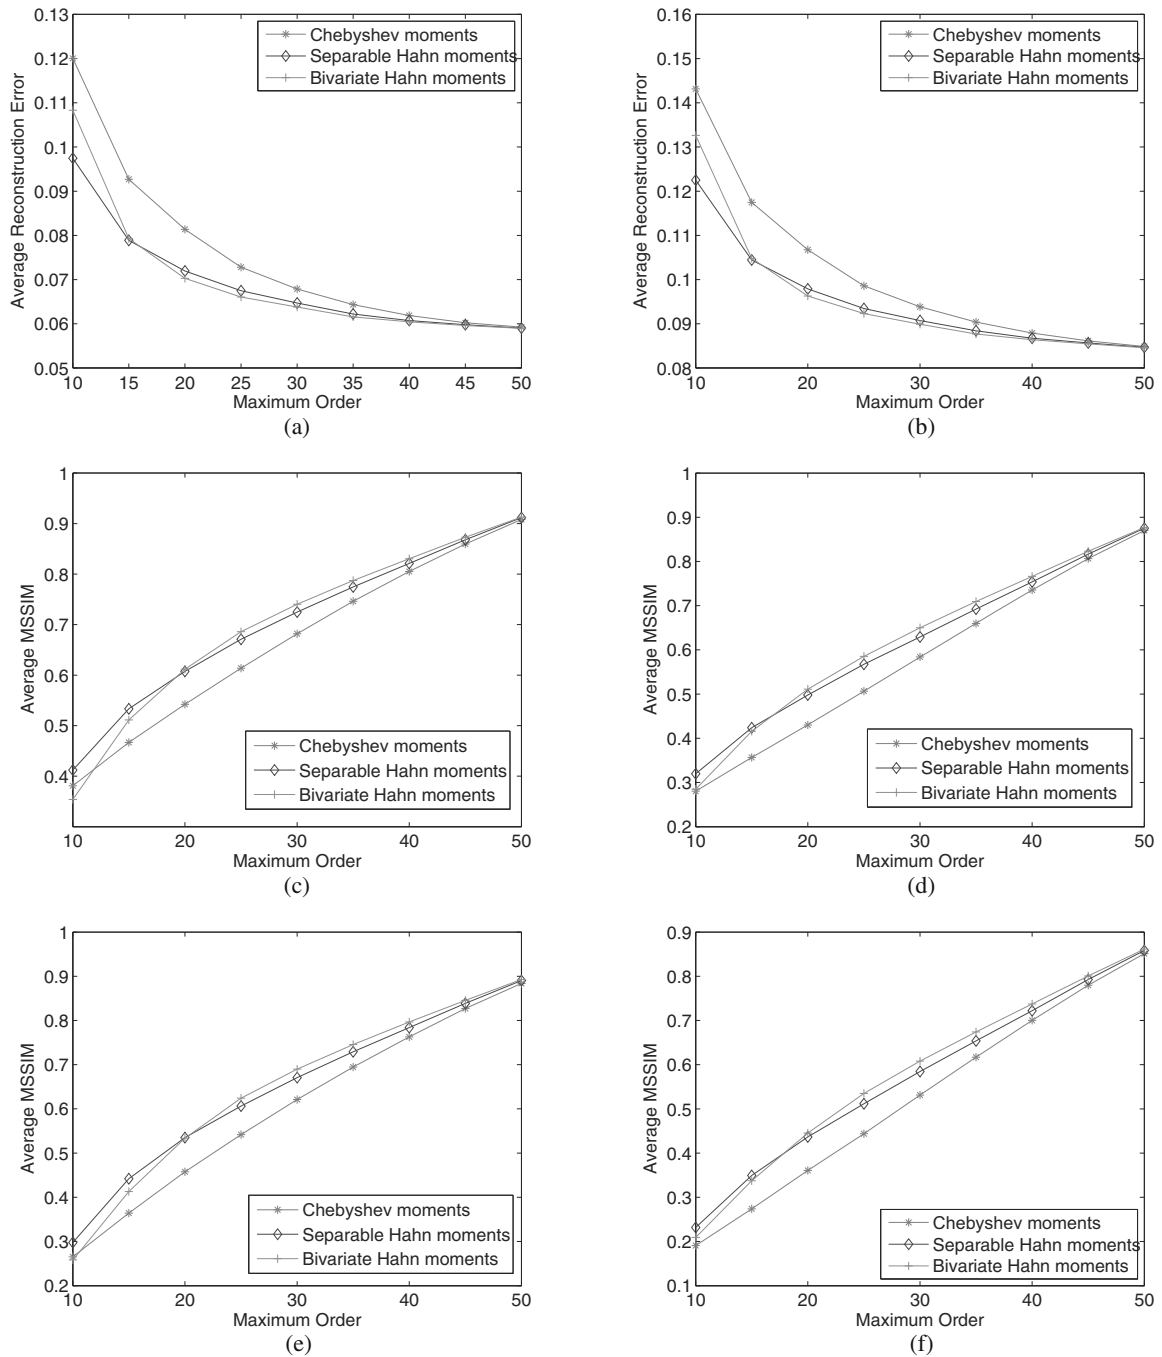 0.13
0.12
0.11
0.1
0.09
0.08
0.07
0.06
0.05
Average Reconstruction Error
Chebyshev moments
Separable Hahn moments
Bivariate Hahn moments
10 15 20 25 30 35 40 45 50
Maximum Order
(a)
0.16
0.15
0.14
0.13
0.12
0.11
0.1
0.09
0.08
Average Reconstruction Error
Chebyshev moments
Separable Hahn moments
Bivariate Hahn moments
10 20 30 40 50
Maximum Order
(b)
1
0.9
0.8
0.7
0.6
0.5
0.4
Average MSSIM
Chebyshev moments
Separable Hahn moments
Bivariate Hahn moments
10 20 30 40 50
Maximum Order
(c)
1
0.9
0.8
0.7
0.6
0.5
0.4
0.3
0.2
Average MSSIM
Chebyshev moments
Separable Hahn moments
Bivariate Hahn moments
10 20 30 40 50
Maximum Order
(d)
1
0.9
0.8
0.7
0.6
0.5
0.4
0.3
0.2
Average MSSIM
Chebyshev moments
Separable Hahn moments
Bivariate Hahn moments
10 20 30 40 50
Maximum Order
(e)
0.9
0.8
0.7
0.6
0.5
0.4
0.3
0.2
0.1
Average MSSIM
Chebyshev moments
Separable Hahn moments
Bivariate Hahn moments
10 20 30 40 50
Maximum Order
(f)